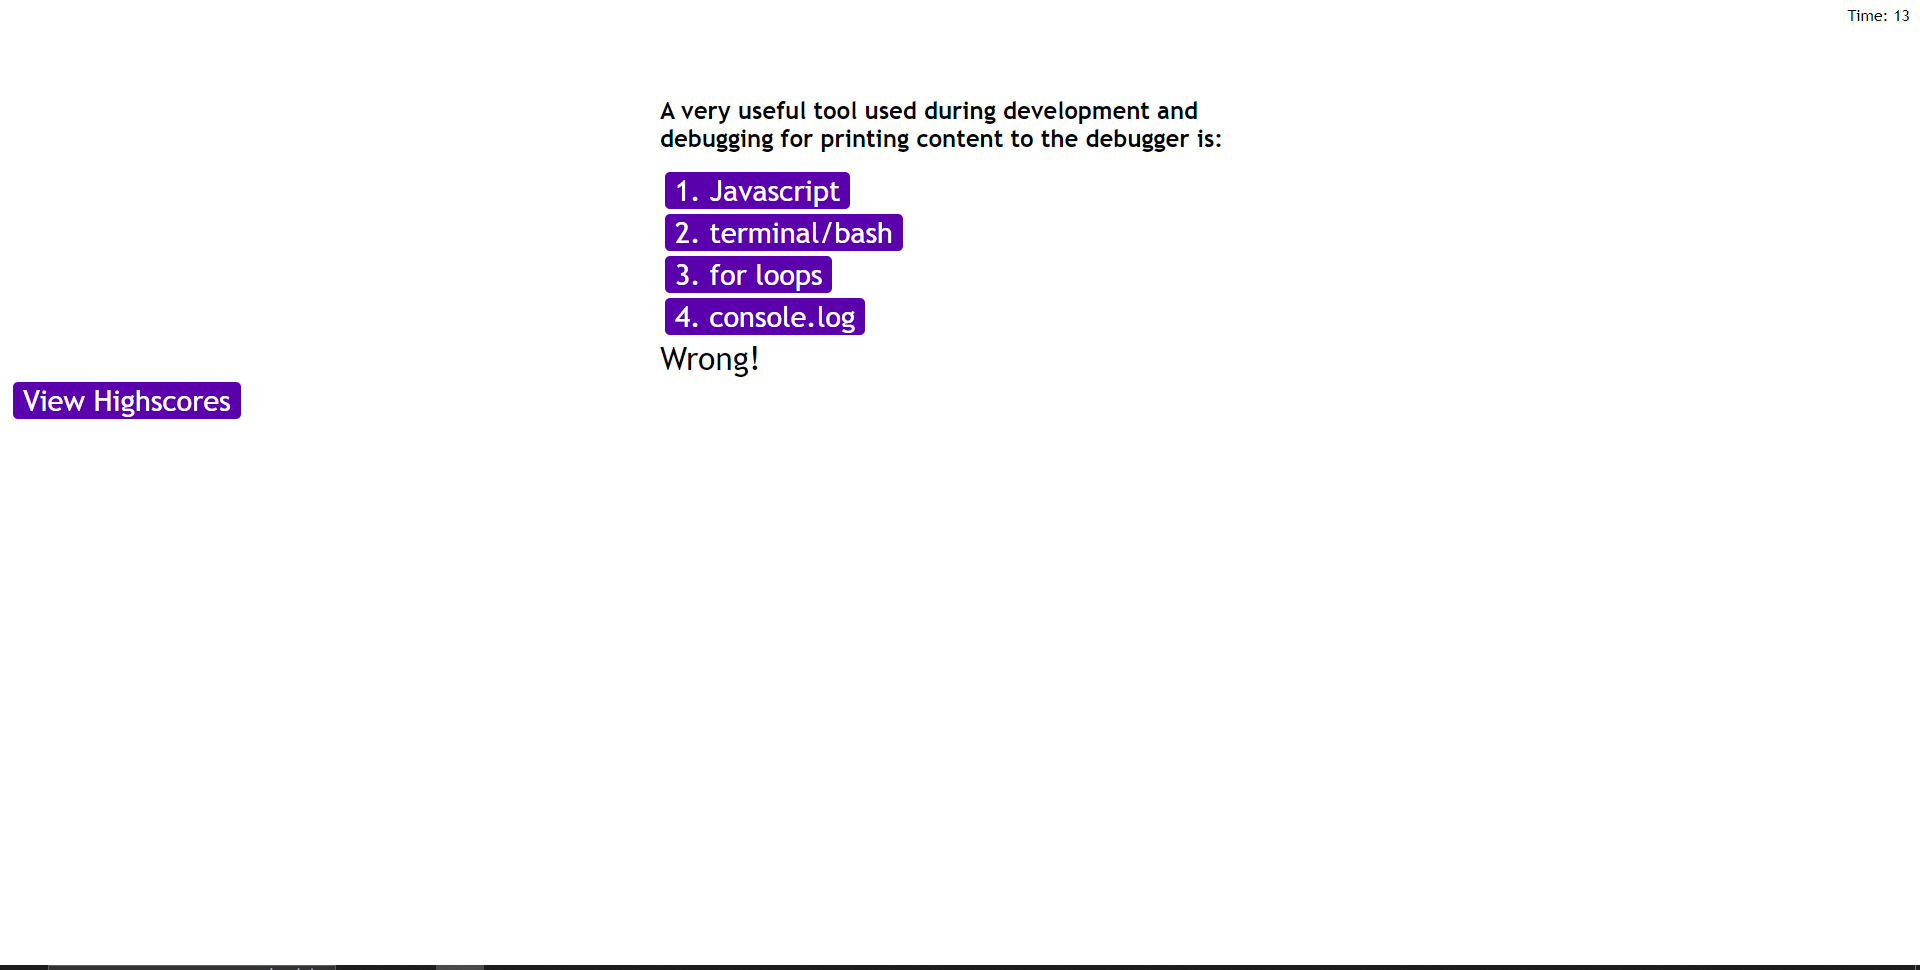 Time: 13
A very useful tool used during development and
debugging for printing content to the debugger is:
1. Javascript
2. terminal/bash
3. for loops
4. console.log
Wrong!
View Highscores